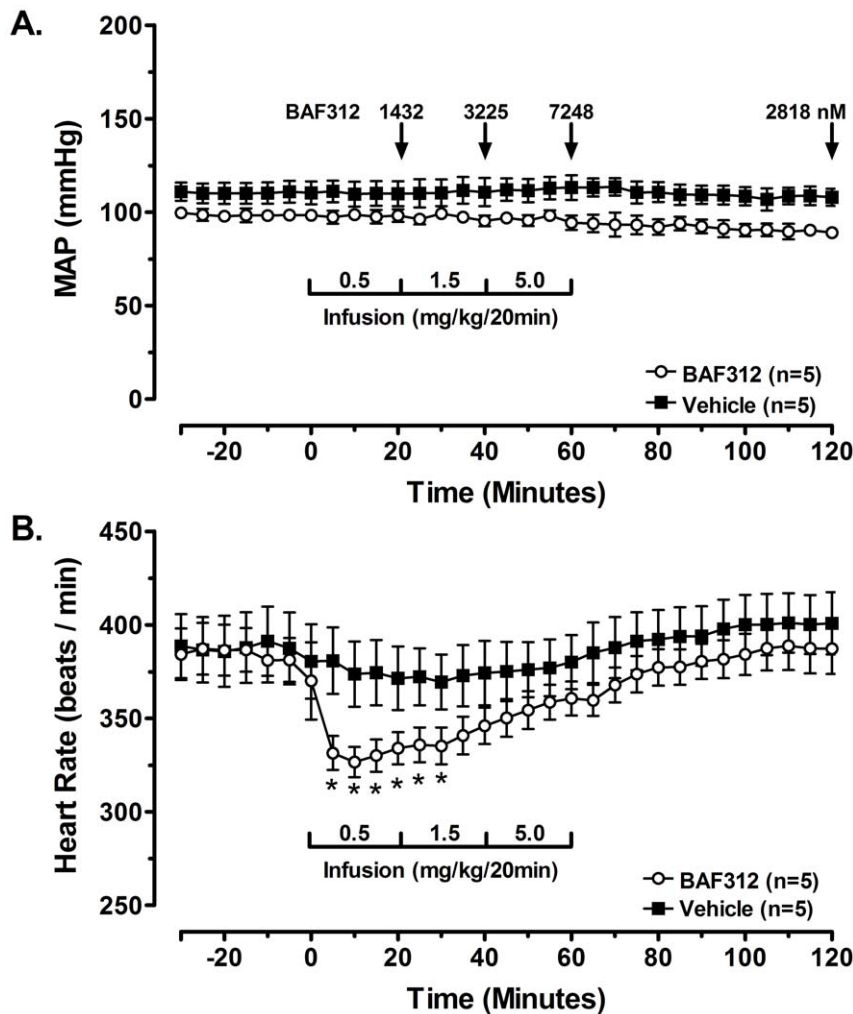 A.
200
150
100
50
0
MAP (mmHg)
BAF312 1432 3225 7248 2818 nM
0.5 1.5 5.0
Infusion (mg/kg/20min)
BAF312 (n=5)
Vehicle (n=5)
-20 0 20 40 60 80 100 120
Time (Minutes)
B.
450
400
350
300
250
Heart Rate (beats / min)
* * * * * *
0.5 1.5 5.0
Infusion (mg/kg/20min)
BAF312 (n=5)
Vehicle (n=5)
-20 0 20 40 60 80 100 120
Time (Minutes)